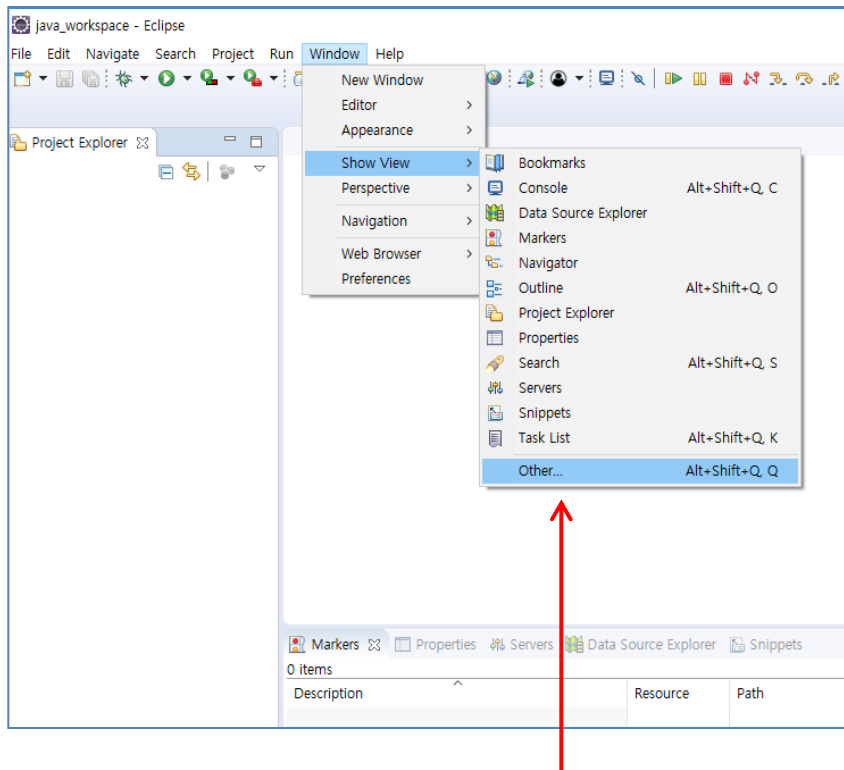 java_workspace - Eclipse
File Edit Navigate Search Project Run Window Help
New Window
Editor
Appearance
Project Explorer
Show View
Perspective
Navigation
Web Browser
Preferences
Bookmarks
Console Alt+Shift+Q, C
Data Source Explorer
Markers
Navigator
Outline Alt+Shift+Q, O
Project Explorer
Properties
Search Alt+Shift+Q, S
Servers
Snippets
Task List Alt+Shift+Q, K
Other... Alt+Shift+Q, Q
Markers Properties Servers Data Source Explorer Snippets
0 items
Description Resource Path